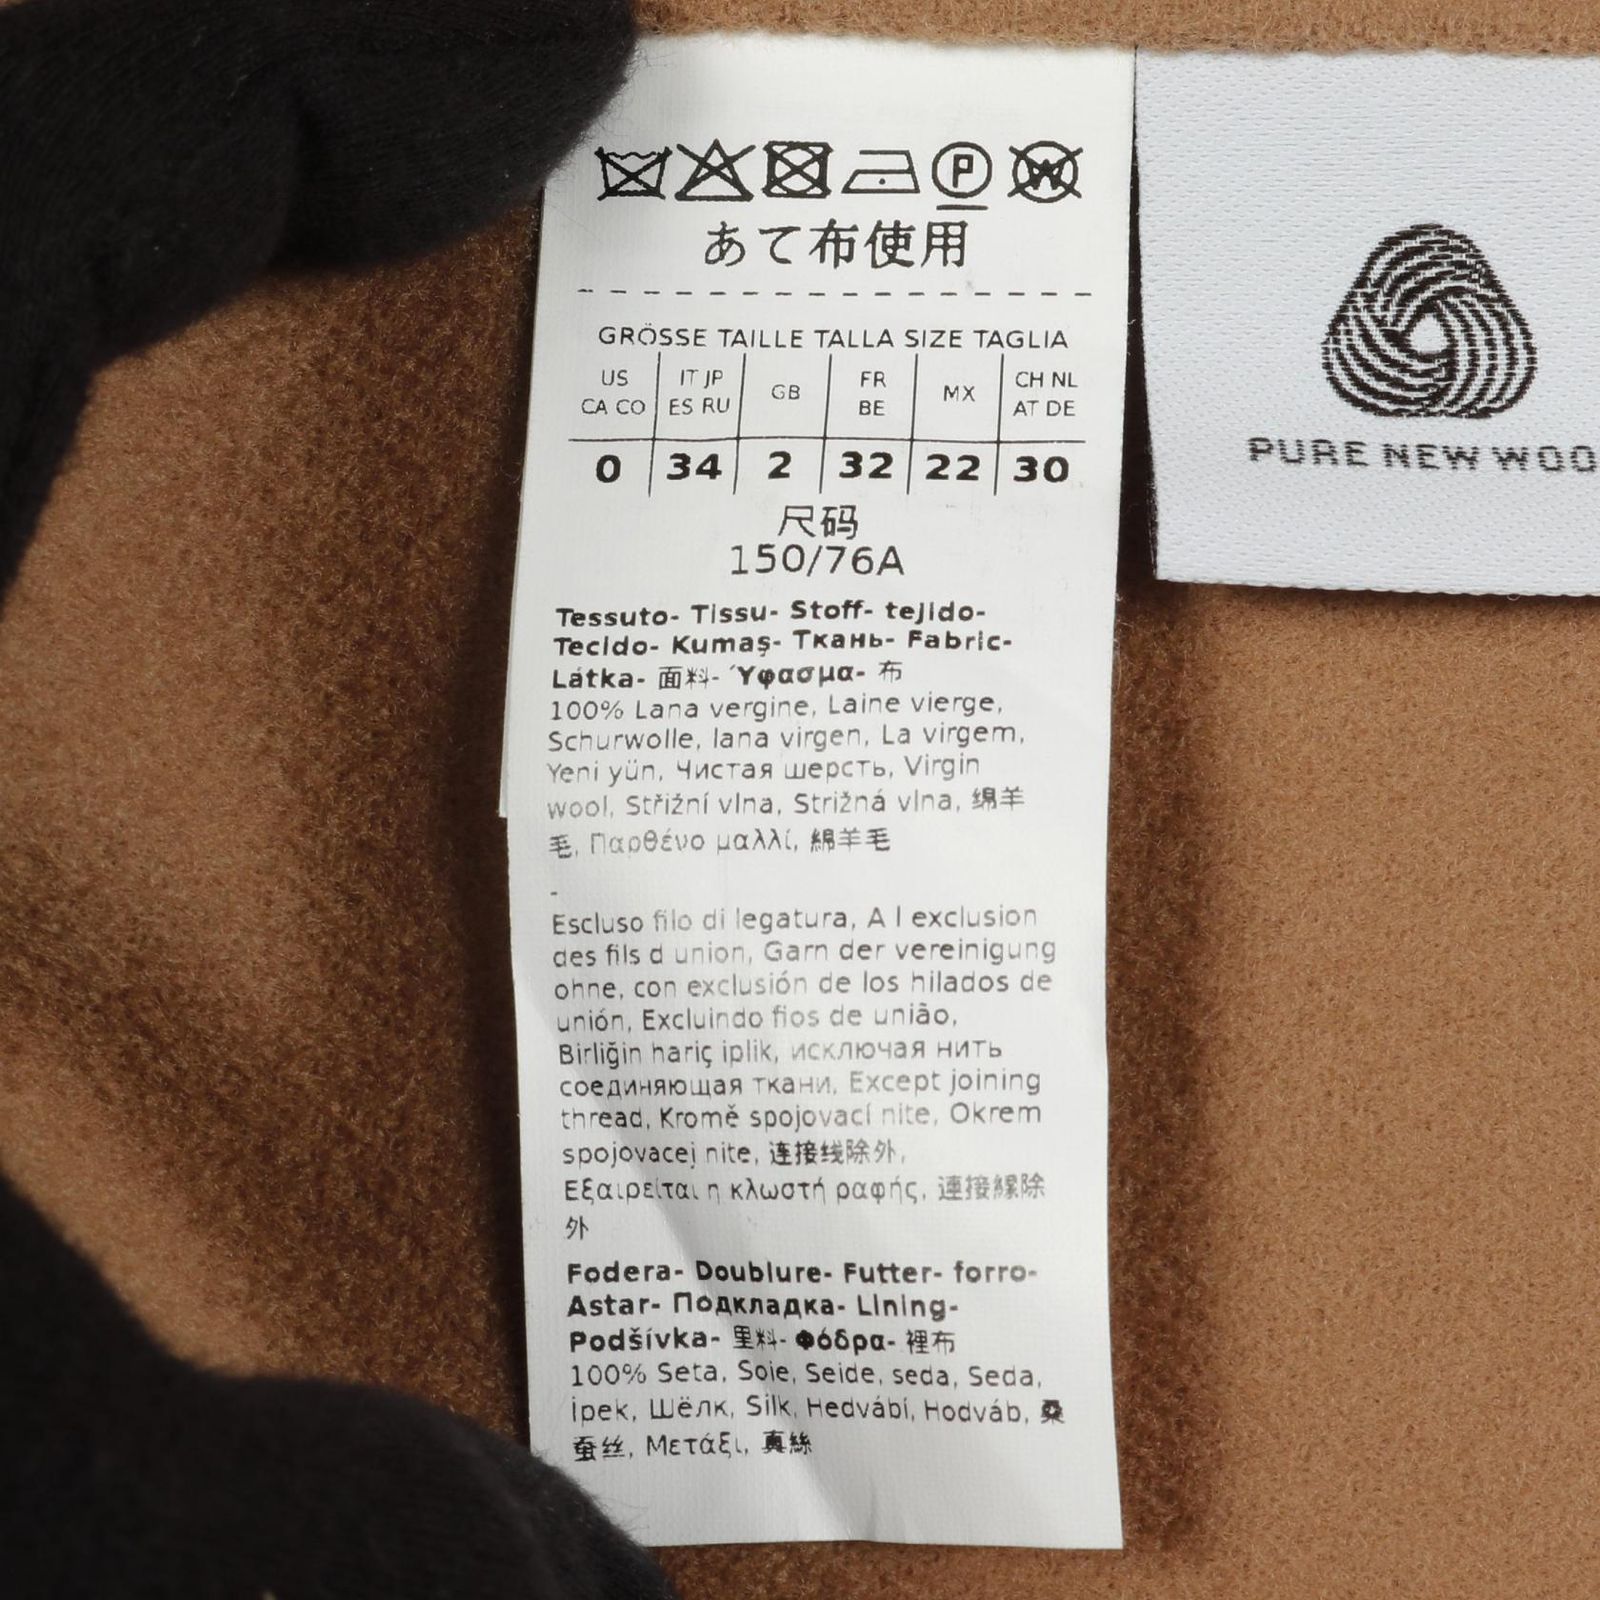 P W
あて布使用
GRÖSSE TAILLE TALLA SIZE TAGLIA
US CA CO IT JP ES RU GB FR BE MX CH NL AT DE
0 34 2 32 22 30
尺码
150/76A
Tessuto- Tissu- Stoff- tejido-
Tecido- Kumaş- Ткань- Fabric-
Látka- 面料- Ύφασμα- 布
100% Lana vergine, Laine vierge,
Schurwolle, lana virgen, La virgem,
Yeni yün, Чистая шерсть, Virgin
wool, Střižní vlna, Strižná vlna, 绵羊
毛, Παρθένο μαλλί, 綿羊毛
-
Escluso filo di legatura, A l exclusion
des fils d union, Garn der vereinigung
ohne, con exclusión de los hilados de
unión, Excluindo fios de união,
Birliğin hariç iplik, исключая нить
соединяющая ткани, Except joining
thread, Kromě spojovací nite, Okrem
spojovacej nite, 连接线除外,
Εξαιρείται η κλωστή ραφής, 連接縲除
外
Fodera- Doublure- Futter- forro-
Astar- Подкладка- Lining-
Podšívka- 里料- Φόδρα- 裡布
100% Seta, Soie, Seide, seda, Seda,
İpek, Шёлк, Silk, Hedvábí, Hodváb, 桑
蚕丝, Μετάξι, 真絲
PURE NEW WOO